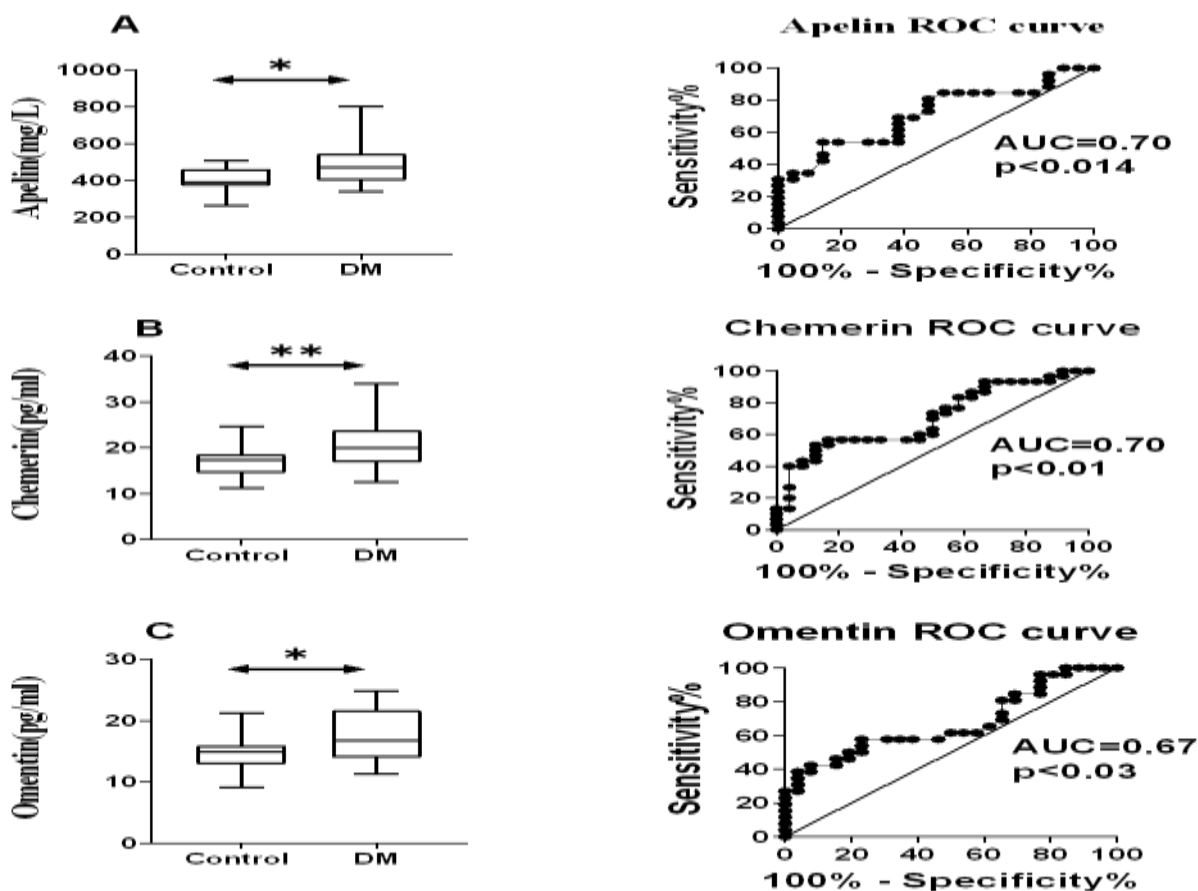 A
Apelin(mg/L)
*
1000
800
600
400
200
0
Control DM
Apelin ROC curve
Sensitivity%
100
80
60
40
20
0
AUC=0.70
p<0.014
0 20 40 60 80 100
100% - Specificity%
B
Chemerin(pg/ml)
**
40
30
20
10
0
Control DM
Chemerin ROC curve
Sensitivity%
100
80
60
40
20
0
AUC=0.70
p<0.01
0 20 40 60 80 100
100% - Specificity%
C
Omentin(pg/ml)
*
30
20
10
0
Control DM
Omentin ROC curve
Sensitivity%
100
80
60
40
20
0
AUC=0.67
p<0.03
0 20 40 60 80 100
100% - Specificity%